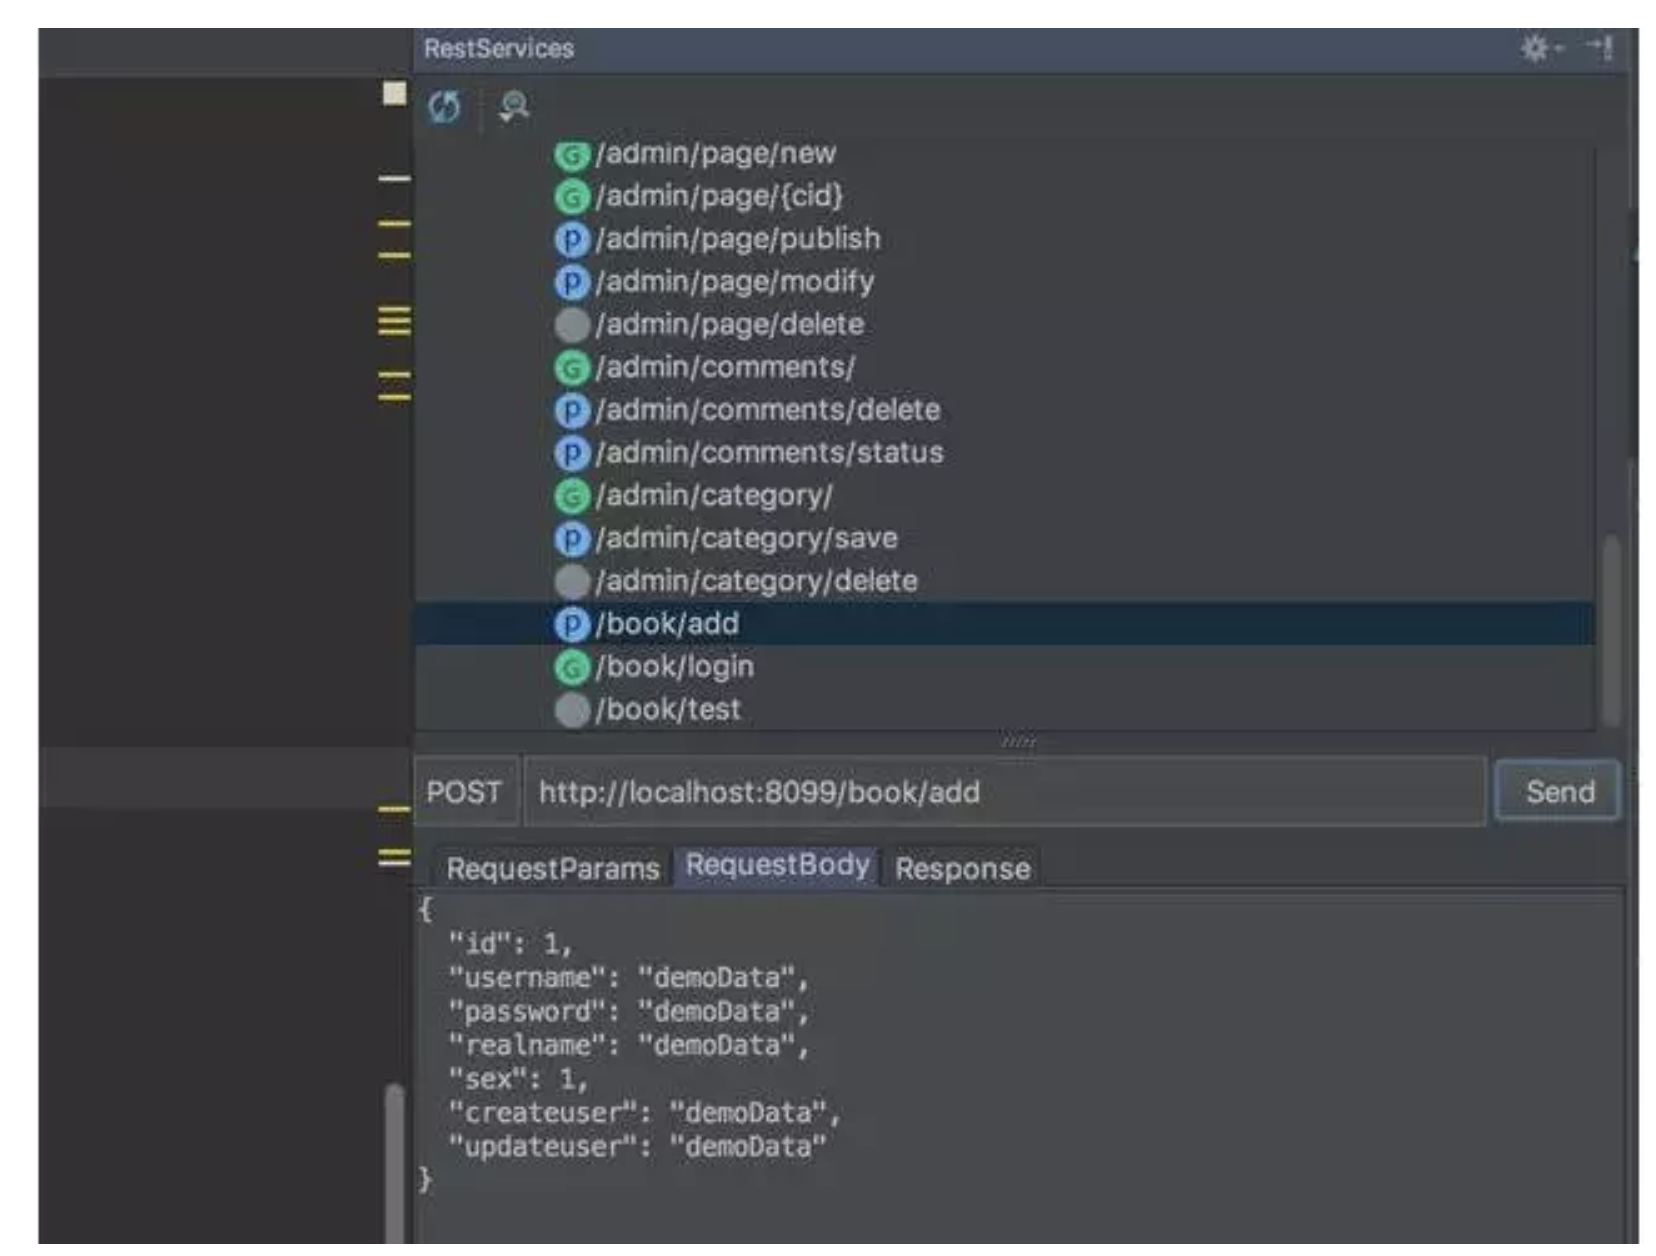 RestServices
G /admin/page/new
G /admin/page/{cid}
P /admin/page/publish
P /admin/page/modify
/admin/page/delete
G /admin/comments/
P /admin/comments/delete
P /admin/comments/status
G /admin/category/
P /admin/category/save
/admin/category/delete
P /book/add
G /book/login
/book/test
POST http://localhost:8099/book/add Send
RequestParams RequestBody Response
{
"id": 1,
"username": "demoData",
"password": "demoData",
"realname": "demoData",
"sex": 1,
"createuser": "demoData",
"updateuser": "demoData"
}